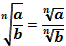 ⁿ√(a/b) = ⁿ√a / ⁿ√b